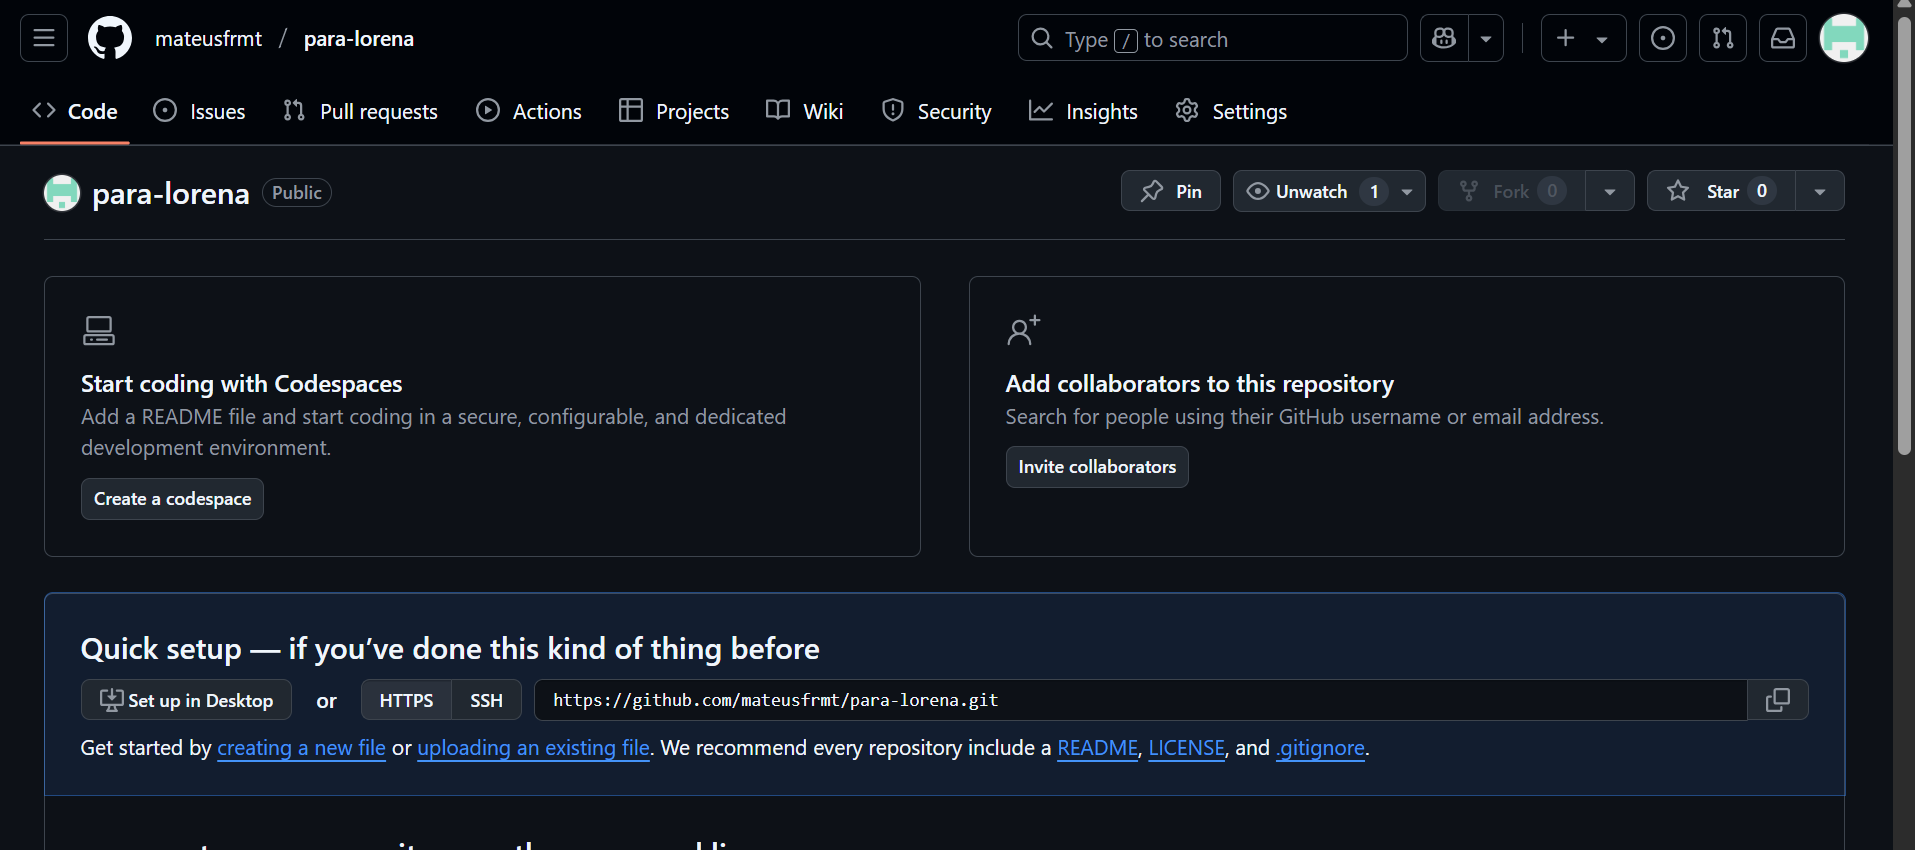 mateusfrmt / para-lorena
Type / to search
Code Issues Pull requests Actions Projects Wiki Security Insights Settings
para-lorena Public
Pin Unwatch 1 Fork 0 Star 0
Start coding with Codespaces
Add a README file and start coding in a secure, configurable, and dedicated
development environment.
Create a codespace
Add collaborators to this repository
Search for people using their GitHub username or email address.
Invite collaborators
Quick setup — if you’ve done this kind of thing before
Set up in Desktop or HTTPS SSH https://github.com/mateusfrmt/para-lorena.git
Get started by creating a new file or uploading an existing file. We recommend every repository include a README, LICENSE, and .gitignore.